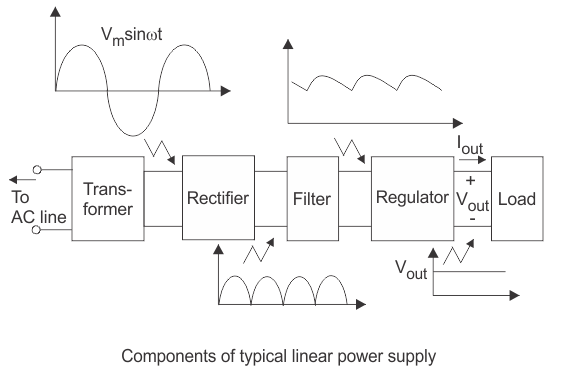 Vmsinωt
Iout
To
AC line
Trans-
former
Rectifier
Filter
Regulator
+
Vout
-
Load
Vout
Components of typical linear power supply